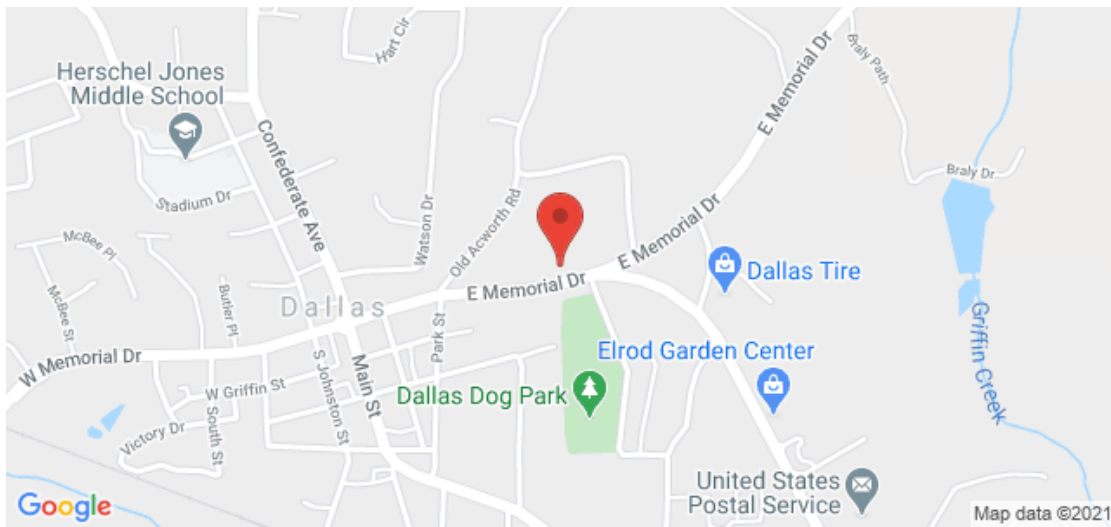 Hart Cir
Braly Path
E Memorial Dr
Herschel Jones
Middle School
Confederate Ave
Stadium Dr
Watson Dr
Old Acworth Rd
Braly Dr
McBee Pl
E Memorial Dr
Dallas Tire
McBee St
Butler Pl
Dallas
E Memorial Dr
Park St
Griffin Creek
W Memorial Dr
S Johnston St
Main St
Elrod Garden Center
W Griffin St
Dallas Dog Park
Victory Dr
South St
United States
Postal Service
Google
Map data ©2021